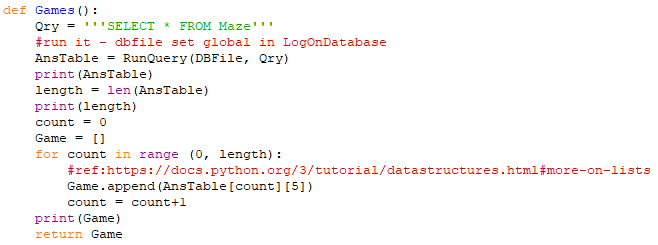 def Games():
    Qry = '''SELECT * FROM Maze'''
    #run it - dbfile set global in LogOnDatabase
    AnsTable = RunQuery(DBFile, Qry)
    print(AnsTable)
    length = len(AnsTable)
    print(length)
    count = 0
    Game = []
    for count in range (0, length):
        #ref:https://docs.python.org/3/tutorial/datastructures.html#more-on-lists
        Game.append(AnsTable[count][5])
        count = count+1
    print(Game)
    return Game